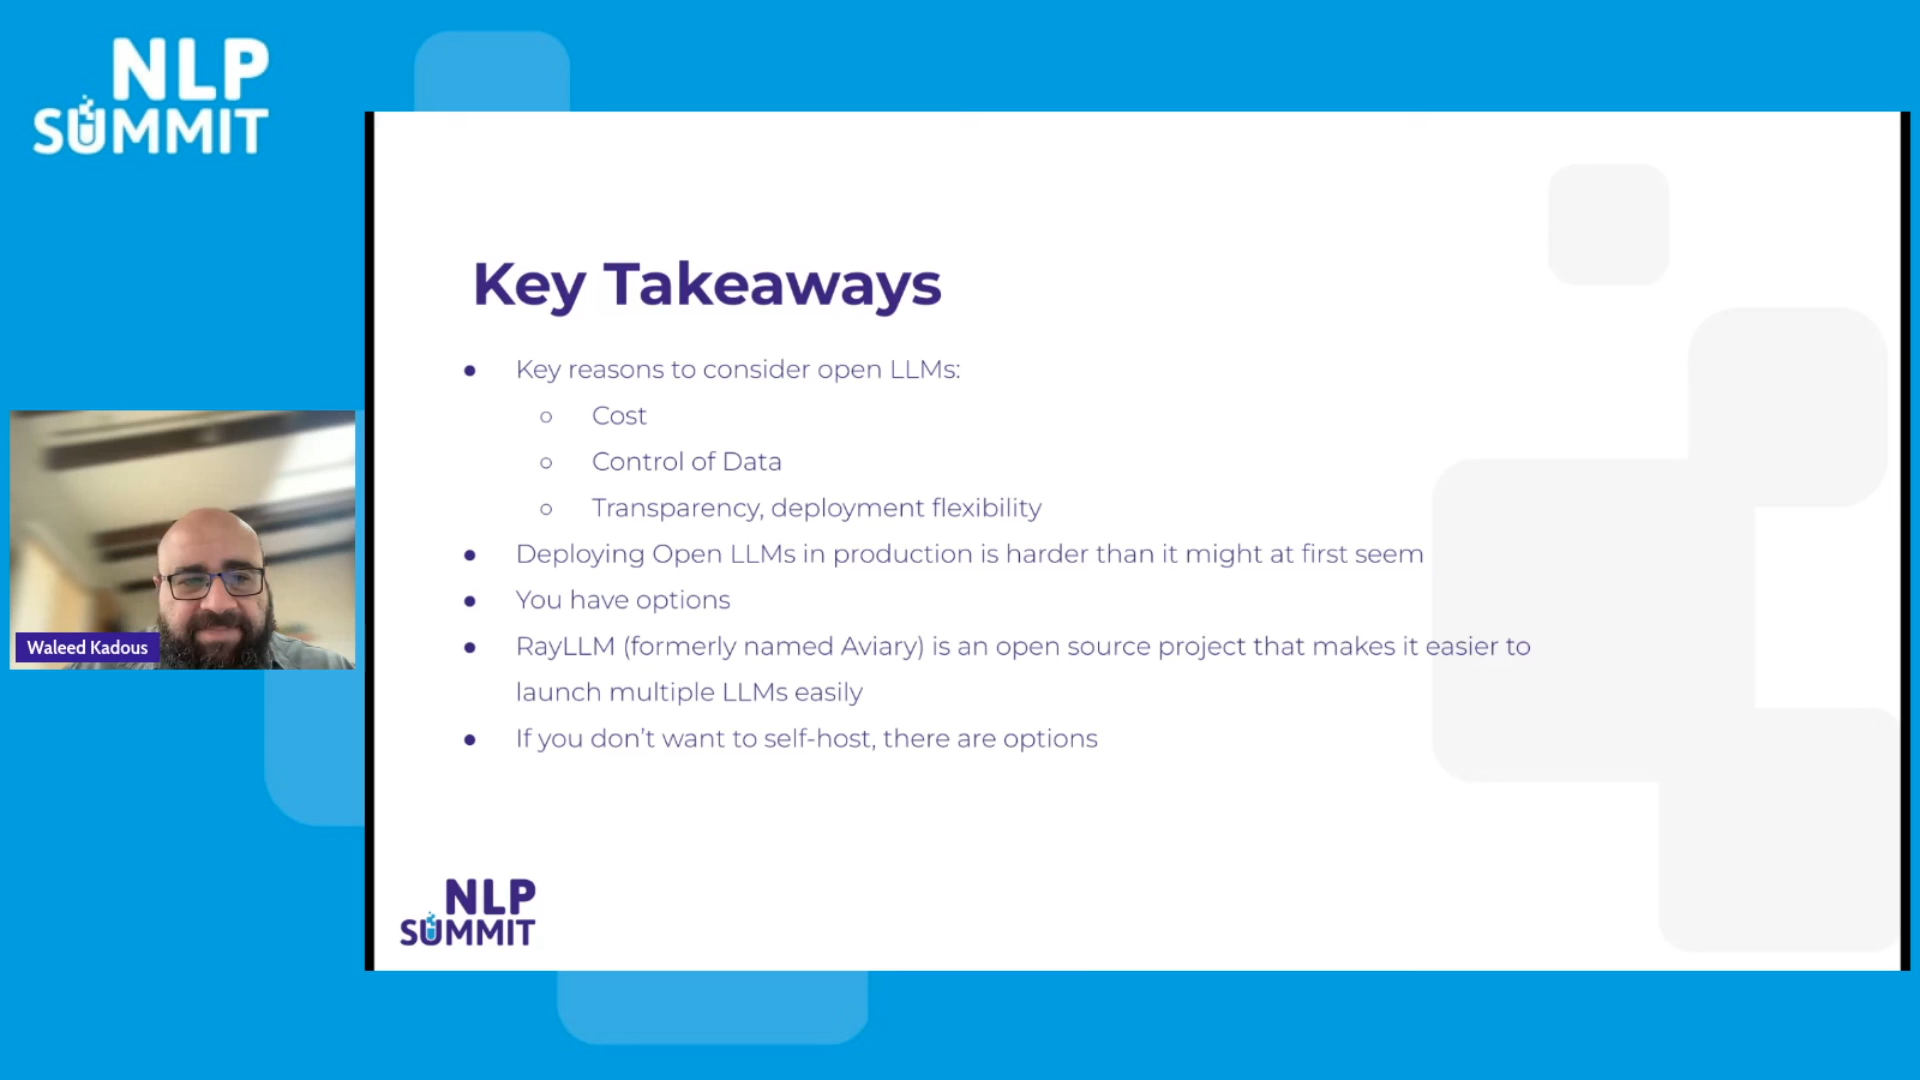 NLP
SUMMIT
Key Takeaways
● Key reasons to consider open LLMs:
○ Cost
○ Control of Data
○ Transparency, deployment flexibility
● Deploying Open LLMs in production is harder than it might at first seem
● You have options
● RayLLM (formerly named Aviary) is an open source project that makes it easier to
launch multiple LLMs easily
● If you don’t want to self-host, there are options
Waleed Kadous
NLP
SUMMIT